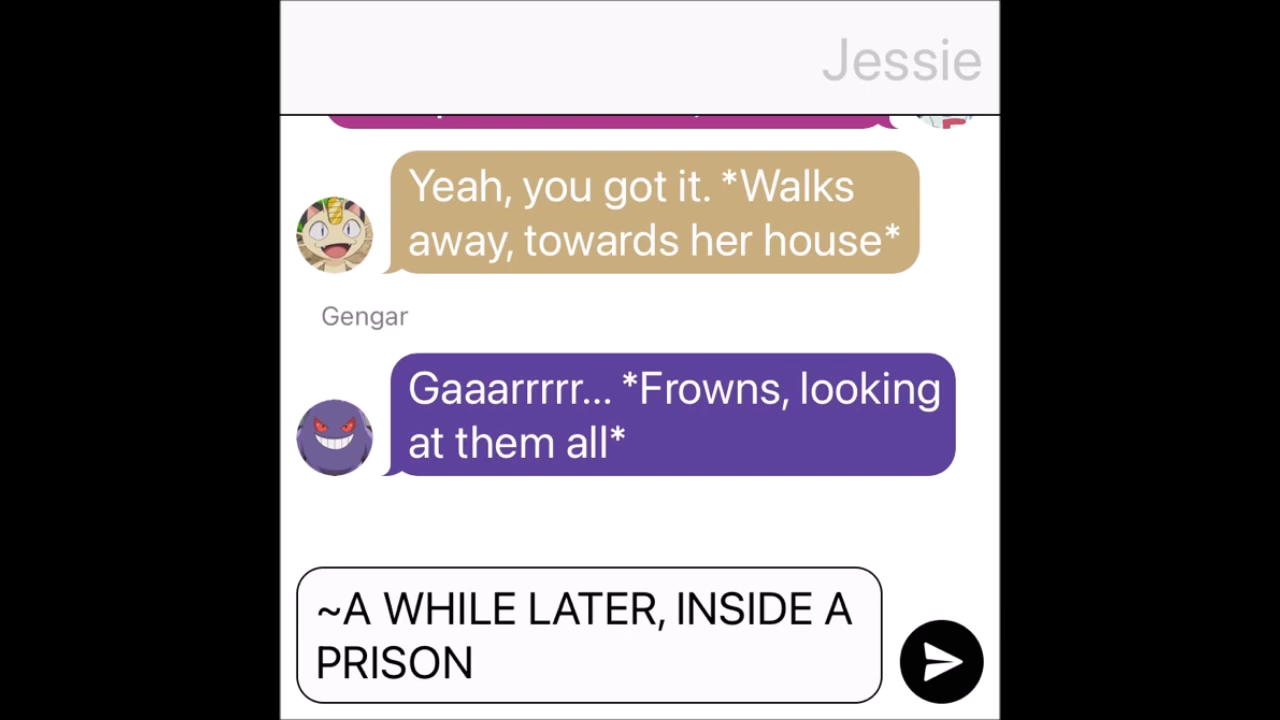 Jessie
Yeah, you got it. *Walks
away, towards her house*
Gengar
Gaaarrrrr... *Frowns, looking
at them all*
~A WHILE LATER, INSIDE A
PRISON